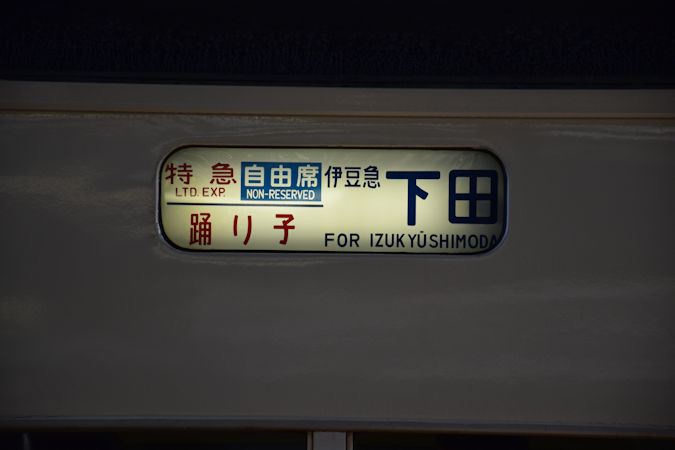 特急 自由席 伊豆急下田
LTD. EXP. NON-RESERVED
踊り子 FOR IZUKYŪSHIMODA